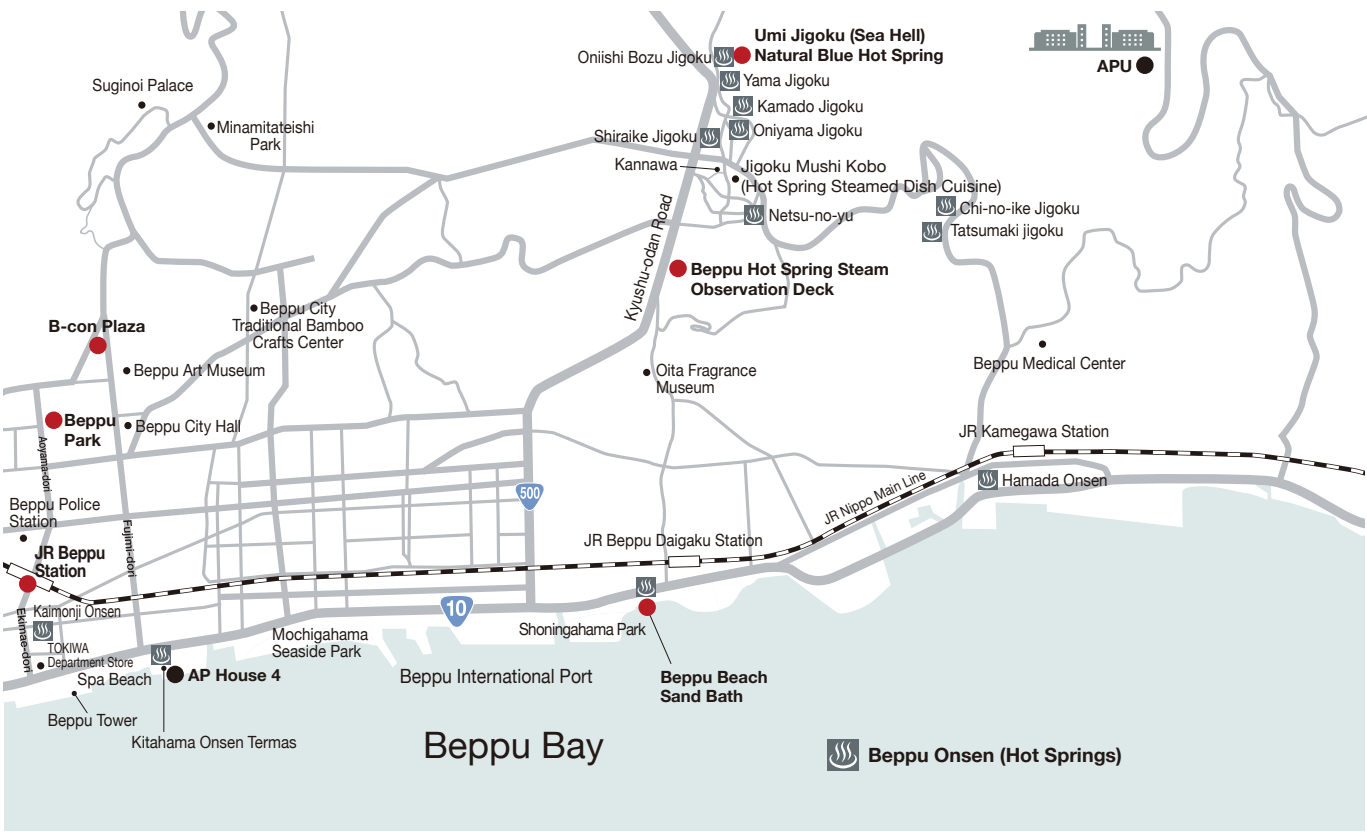 Umi Jigoku (Sea Hell)
Natural Blue Hot Spring
Oniishi Bozu Jigoku
APU
Yama Jigoku
Suginoi Palace
Kamado Jigoku
Minamitateishi
Park
Oniyama Jigoku
Shiraike Jigoku
Kannawa
Jigoku Mushi Kobo
(Hot Spring Steamed Dish Cuisine)
Netsu-no-yu
Chi-no-ike Jigoku
Tatsumaki jigoku
Kyushu-odan Road
Beppu Hot Spring Steam
Observation Deck
Beppu City
Traditional Bamboo
Crafts Center
B-con Plaza
Beppu Art Museum
Oita Fragrance
Museum
Beppu Medical Center
Beppu
Park
Beppu City Hall
Aoyama-dori
JR Kamegawa Station
Hamada Onsen
JR Nippo Main Line
500
Beppu Police
Station
Fujimi-dori
JR Beppu Daigaku Station
JR Beppu
Station
Kaimonji Onsen
Ekimae-dori
10
Shoningahama Park
Mochigahama
Seaside Park
TOKIWA
Department Store
Spa Beach
AP House 4
Beppu International Port
Beppu Beach
Sand Bath
Beppu Tower
Kitahama Onsen Termas
Beppu Bay
Beppu Onsen (Hot Springs)